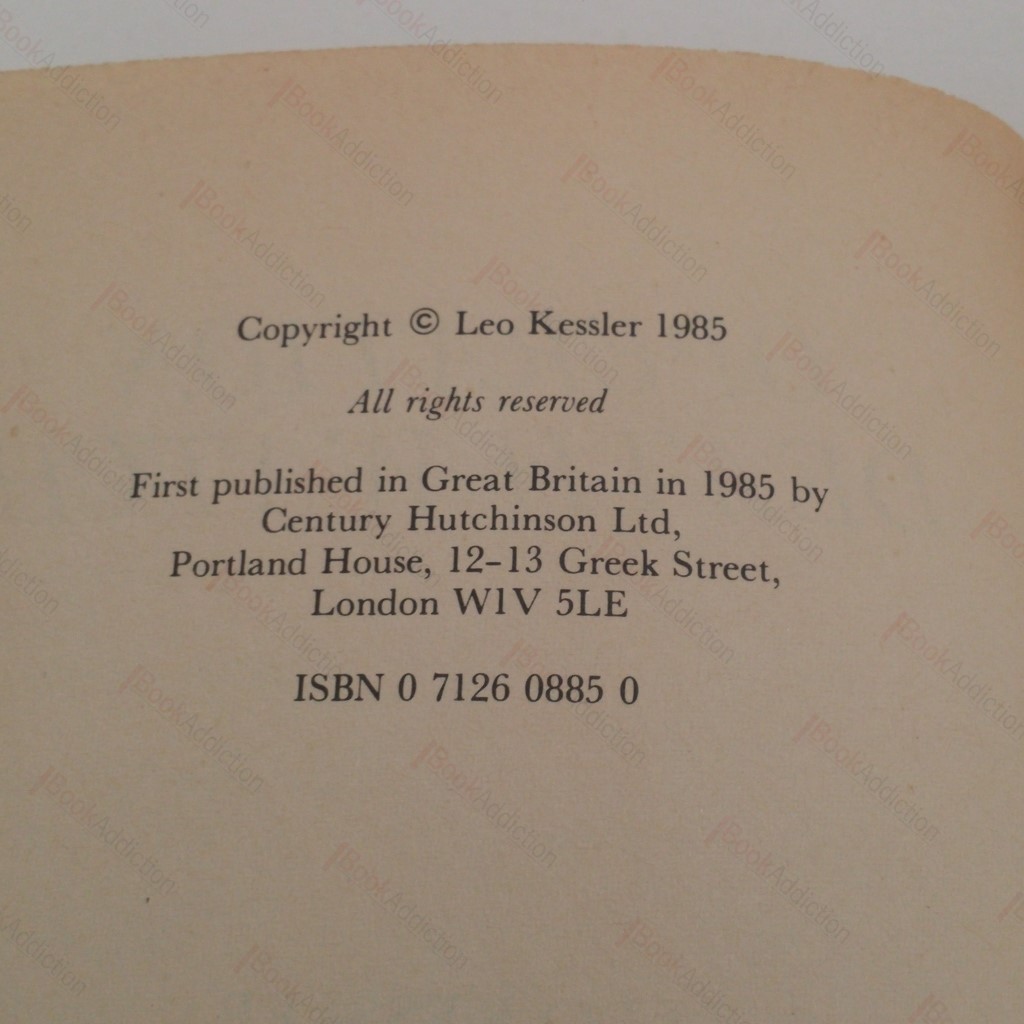 Copyright © Leo Kessler 1985
All rights reserved
First published in Great Britain in 1985 by
Century Hutchinson Ltd,
Portland House, 12–13 Greek Street,
London W1V 5LE
ISBN 0 7126 0885 0
BookAddiction